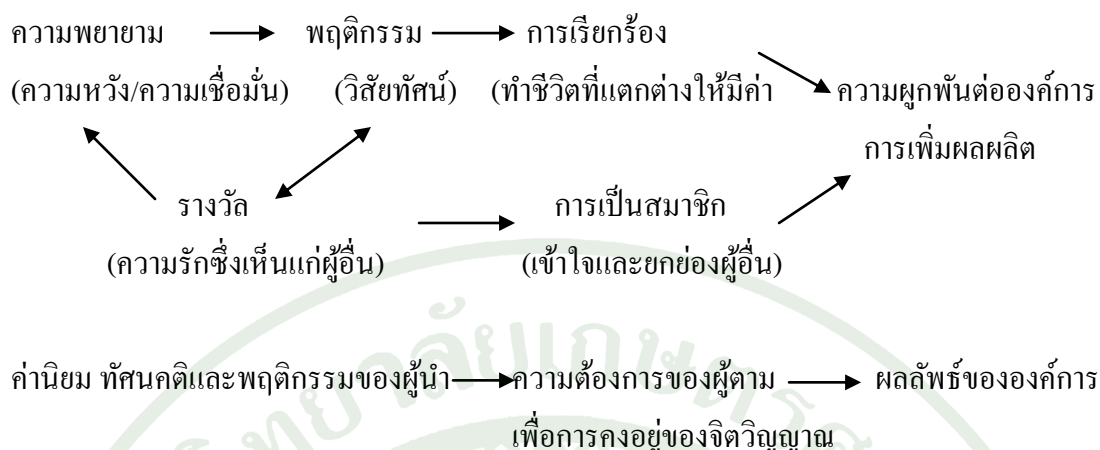 ความพยายาม พฤติกรรม การเรียกร้อง
(ความหวัง/ความเชื่อมั่น) (วิสัยทัศน์) (ทำชีวิตที่แตกต่างให้มีค่า ความผูกพันต่อองค์การ
การเพิ่มผลผลิต
รางวัล การเป็นสมาชิก
(ความรักซึ่งเห็นแก่ผู้อื่น) (เข้าใจและยกย่องผู้อื่น)
ค่านิยม ทัศนคติและพฤติกรรมของผู้นำ ความต้องการของผู้ตาม ผลลัพธ์ขององค์การ
เพื่อการคงอยู่ของจิตวิญญาณ